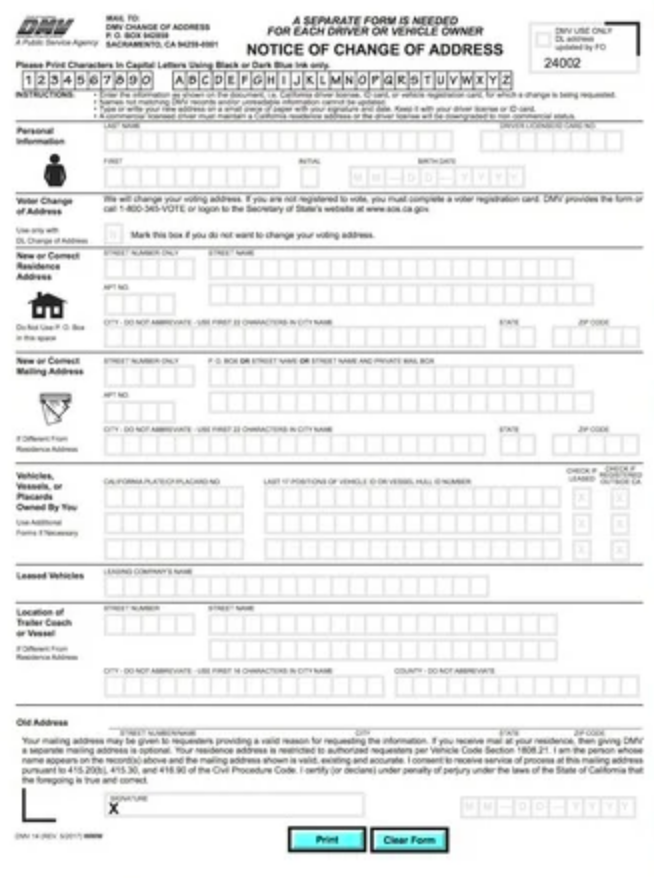 DMV
A Public Service Agency
MAIL TO:
DMV CHANGE OF ADDRESS
P. O. BOX 942859
SACRAMENTO, CA 94259-0001
A SEPARATE FORM IS NEEDED
FOR EACH DRIVER OR VEHICLE OWNER
NOTICE OF CHANGE OF ADDRESS
DMV USE ONLY
DL address
updated by FO
24002
Please Print Characters In Capital Letters Using Black or Dark Blue Ink only.
1 2 3 4 5 6 7 8 9 0 A B C D E F G H I J K L M N O P Q R S T U V W X Y Z
INSTRUCTIONS: • Enter the information as shown on the document, i.e. California driver license, ID card, or vehicle registration card, for which a change is being requested.
• Names not matching DMV records and/or unreadable information cannot be updated.
• Type or write your new address on a small piece of paper with your signature and date. Keep it with your driver license or ID card.
• A commercial licensed driver must maintain a California residence address or the driver license will be downgraded to non commercial status.
Personal
Information
LAST NAME
DRIVER LICENSE/ID CARD NO.
FIRST
INITIAL
BIRTH DATE
M M — D D — Y Y Y Y
Voter Change
of Address
We will change your voting address. If you are not registered to vote, you must complete a voter registration card. DMV provides the form or
call 1-800-345-VOTE or logon to the Secretary of State's website at www.sos.ca.gov.
Use only with
DL Change of Address
Mark this box if you do not want to change your voting address.
New or Correct
Residence
Address
STREET NUMBER ONLY
STREET NAME
APT NO.
Do Not Use P. O. Box
in this space
CITY - DO NOT ABBREVIATE - USE FIRST 22 CHARACTERS IN CITY NAME
STATE
ZIP CODE
New or Correct
Mailing Address
STREET NUMBER ONLY
P. O. BOX OR STREET NAME OR STREET NAME AND PRIVATE MAIL BOX
APT NO.
If Different From
Residence Address
CITY - DO NOT ABBREVIATE - USE FIRST 22 CHARACTERS IN CITY NAME
STATE
ZIP CODE
Vehicles,
Vessels, or
Placards
Owned By You
Use Additional
Forms if Necessary
CALIFORNIA PLATE/CF/PLACARD NO.
LAST 17 POSITIONS OF VEHICLE ID OR VESSEL HULL ID NUMBER
CHECK IF
LEASED
CHECK IF
REGISTERED
OUTSIDE CA
X X
X X
X X
Leased Vehicles
LEASING COMPANY'S NAME
Location of
Trailer Coach
or Vessel
If Different From
Residence Address
STREET NUMBER
STREET NAME
CITY - DO NOT ABBREVIATE - USE FIRST 18 CHARACTERS IN CITY NAME
COUNTY - DO NOT ABBREVIATE
Old Address
STREET NUMBER/NAME
CITY
STATE
ZIP CODE
Your mailing address may be given to requesters providing a valid reason for requesting the information. If you receive mail at your residence, then giving DMV
a separate mailing address is optional. Your residence address is restricted to authorized requesters per Vehicle Code Section 1808.21. I am the person whose
name appears on the record(s) above and the mailing address shown is valid, existing and accurate. I consent to receive service of process at this mailing address
pursuant to 415.20(b), 415.30, and 416.90 of the Civil Procedure Code. I certify (or declare) under penalty of perjury under the laws of the State of California that
the foregoing is true and correct.
SIGNATURE
X
M M — D D — Y Y Y Y
DMV 14 (REV. 5/2017) WWW
Print
Clear Form